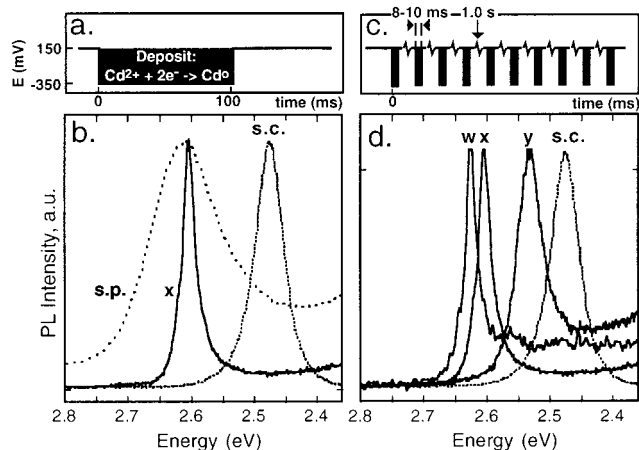 a.
E (mV)
150
-350
Deposit:
Cd²⁺ + 2e⁻ -> Cd⁰
0
100
time (ms)
c.
8-10 ms
1.0 s
0
time (ms)
b.
s.c.
s.p.
x
PL Intensity, a.u.
2.8
2.7
2.6
2.5
2.4
Energy (eV)
d.
w x y s.c.
2.8
2.7
2.6
2.5
2.4
Energy (eV)